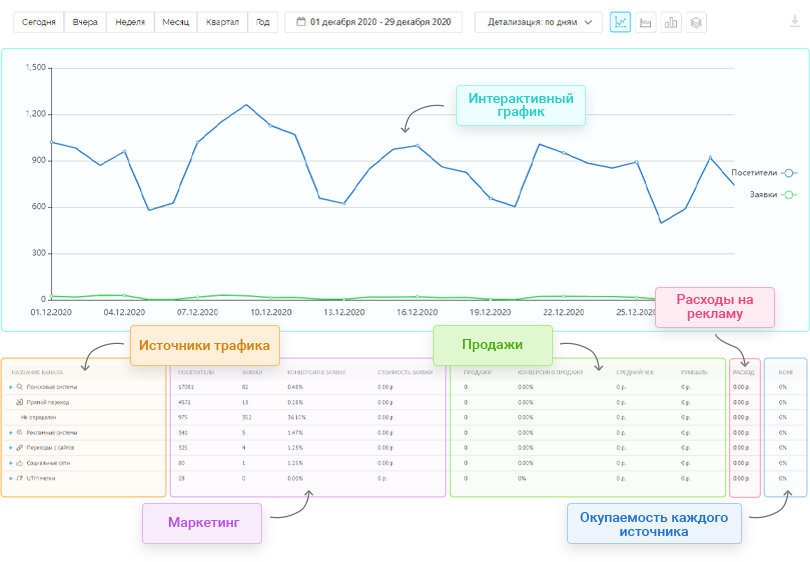 Сегодня Вчера Неделя Месяц Квартал Год 01 декабря 2020 - 29 декабря 2020 Детализация: по дням
1,500
1,200
900
600
300
0
Интерактивный
график
Посетители
Заявки
01.12.2020 04.12.2020 07.12.2020 10.12.2020 13.12.2020 16.12.2020 19.12.2020 22.12.2020 25.12.2020
Расходы на
рекламу
Источники трафика
Продажи
НАЗВАНИЕ КАНАЛА ПОСЕТИТЕЛИ ЗАЯВКИ КОНВЕРСИЯ В ЗАЯВКУ СТОИМОСТЬ ЗАЯВКИ ПРОДАЖИ КОНВЕРСИЯ В ПРОДАЖУ СРЕДНИЙ ЧЕК ПРИБЫЛЬ РАСХОД ROMI
Поисковые системы 82 0.48% 0.00 р. 0 0.00% 0 р. 0 р. 0.00 р. 0%
Прямой переход 4576 13 0.28% 0.00 р. 0 0.00% 0 р. 0 р. 0.00 р. 0%
Не определен 975 352 36.10% 0.00 р. 0 0.00% 0 р. 0 р. 0.00 р. 0%
Рекламные системы 341 5 1.47% 0.00 р. 0 0.00% 0 р. 0 р. 0.00 р. 0%
Переходы с сайтов 325 4 1.23% 0.00 р. 0 0.00% 0 р. 0 р. 0.00 р. 0%
Социальные сети 80 1 1.25% 0.00 р. 0 0.00% 0 р. 0 р. 0.00 р. 0%
UTM-метки 28 0 0.00% 0 р. 0 0% 0 р. 0 р. 0.00 р. 0%
Маркетинг
Окупаемость каждого
источника